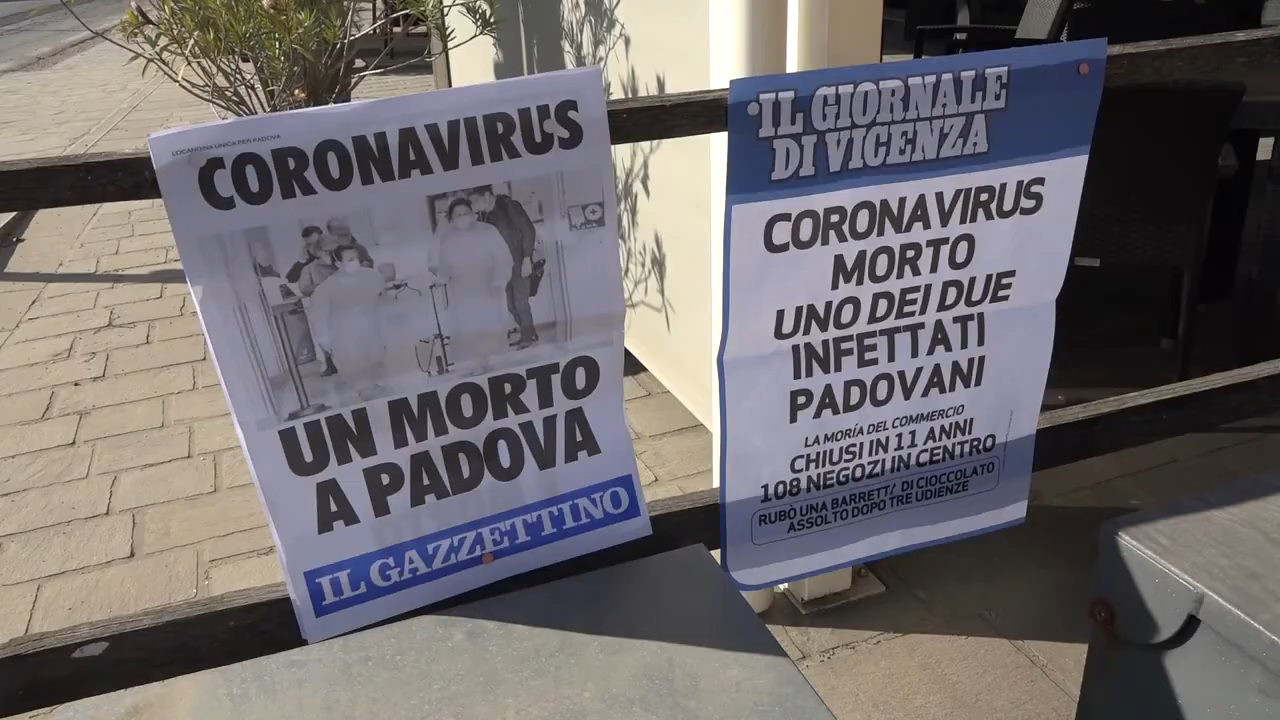 LOCANDINA UNICA PER PADOVA
CORONAVIRUS
UN MORTO
A PADOVA
IL GAZZETTINO
IL GIORNALE
DI VICENZA
CORONAVIRUS
MORTO
UNO DEI DUE
INFETTATI
PADOVANI
LA MORÍA DEL COMMERCIO
CHIUSI IN 11 ANNI
108 NEGOZI IN CENTRO
RUBÒ UNA BARRETT/ DI CIOCCOLATO
ASSOLTO DOPO TRE UDIENZE